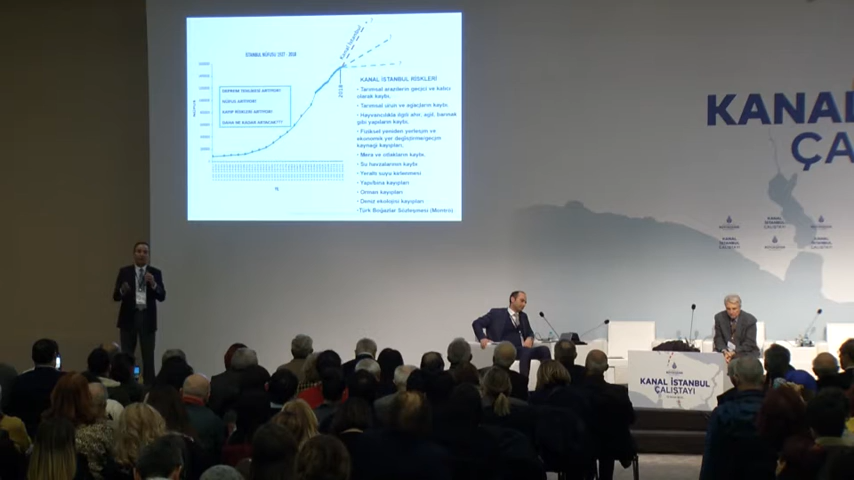 İSTANBUL NÜFUSU 1927 - 2018
Kanal İstanbul
2018
DEPREM TEHLİKESİ ARTIYOR!
NÜFUS ARTIYOR!
KAYIP RİSKLERİ ARTIYOR!
DAHA NE KADAR ARTACAK???
KANAL İSTANBUL RİSKLERİ
• Tarımsal arazilerin geçici ve kalıcı
olarak kaybı,
• Tarımsal ürün ve ağaçların kaybı,
• Hayvancılıkla ilgili ahır, ağıl, barınak
gibi yapıların kaybı,
• Fiziksel yeniden yerleşim ve
ekonomik yer değiştirme/geçim
kaynağı kayıpları,
• Mera ve otlakların kaybı,
• Su havzalarının kaybı
• Yeraltı suyu kirlenmesi
• Yapı/bina kayıpları
• Orman kayıpları
• Deniz ekolojisi kayıpları
• Türk Boğazlar Sözleşmesi (Montrö)
KANAL
ÇA
KANAL İSTANBUL
ÇALIŞTAYI